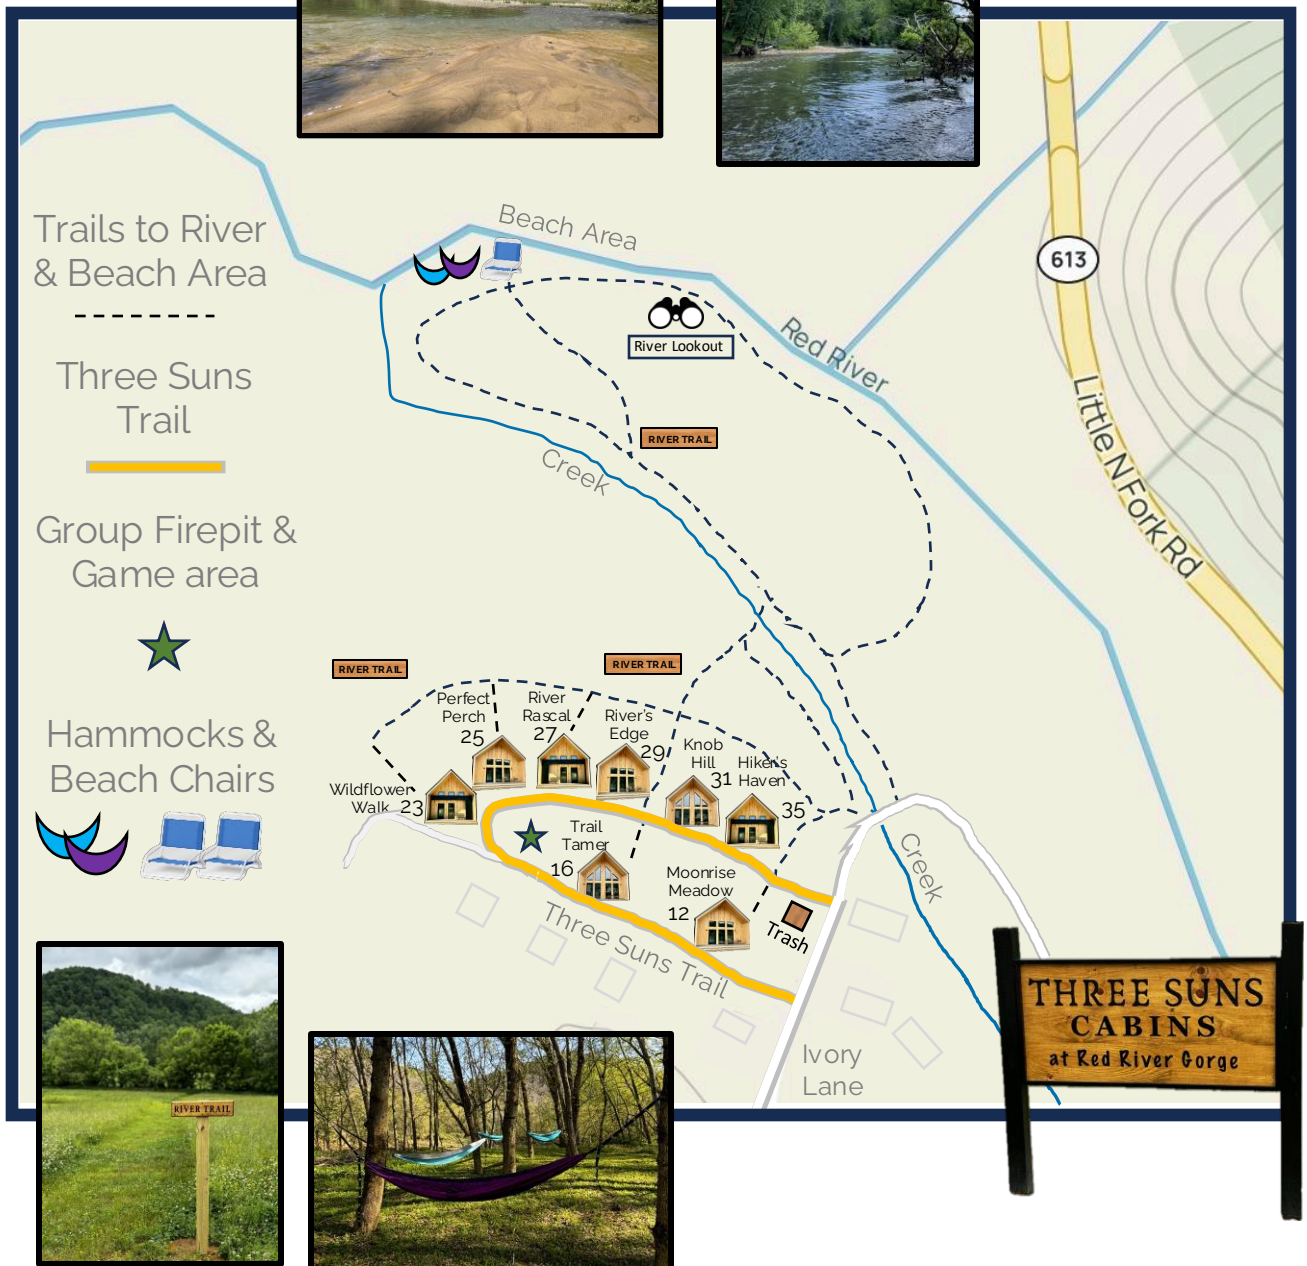 Trails to River
& Beach Area
Three Suns
Trail
Group Firepit &
Game area
Hammocks &
Beach Chairs
Beach Area
River Lookout
Red River
613
Little N Fork Rd
RIVER TRAIL
Creek
RIVER TRAIL
RIVER TRAIL
Perfect
Perch
25
River
Rascal
27
River's
Edge
29
Knob
Hill
31
Hiker's
Haven
35
Wildflower
Walk 23
Trail
Tamer
16
Moonrise
Meadow
12
Trash
Three Suns Trail
Creek
Ivory
Lane
THREE SUNS
CABINS
at Red River Gorge
RIVER TRAIL